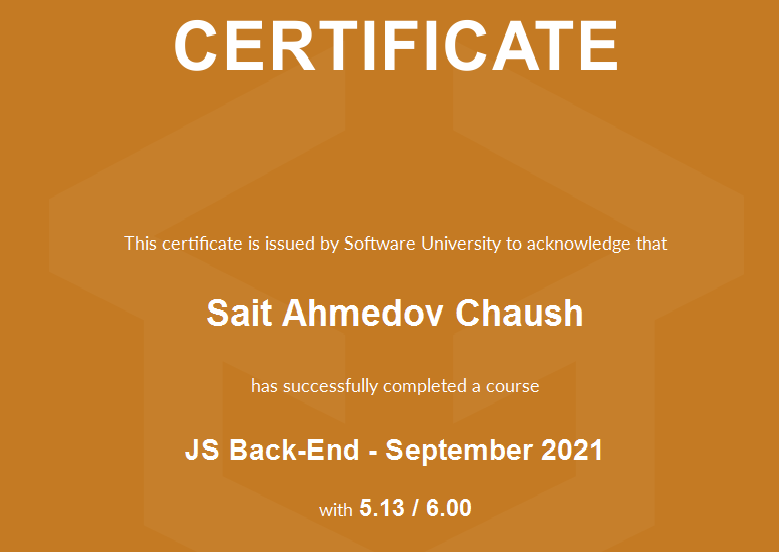 CERTIFICATE
This certificate is issued by Software University to acknowledge that
Sait Ahmedov Chaush
has successfully completed a course
JS Back-End - September 2021
with 5.13 / 6.00